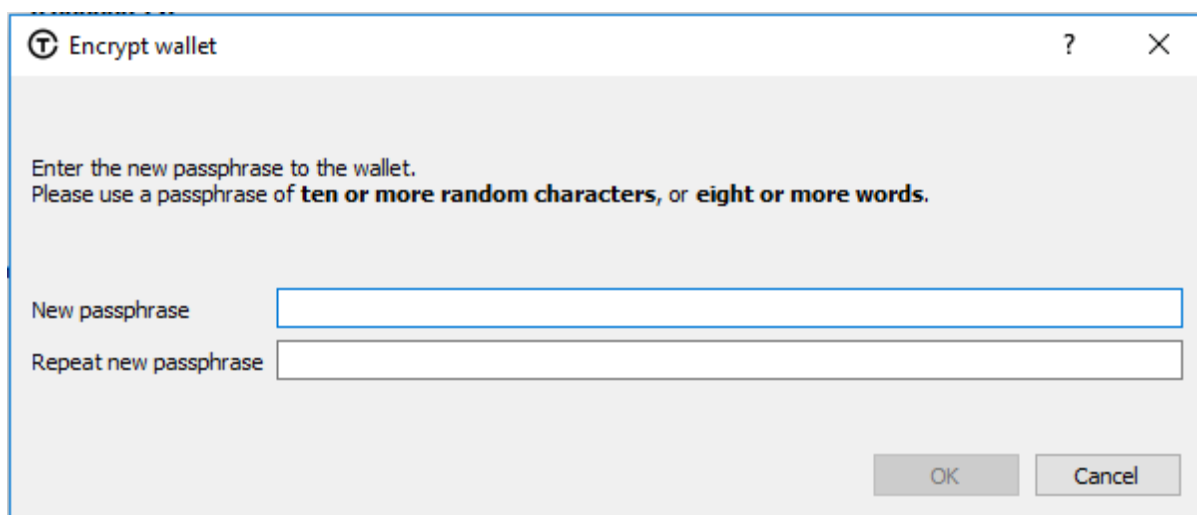 Encrypt wallet
?
Enter the new passphrase to the wallet.
Please use a passphrase of ten or more random characters, or eight or more words.
New passphrase
Repeat new passphrase
OK
Cancel